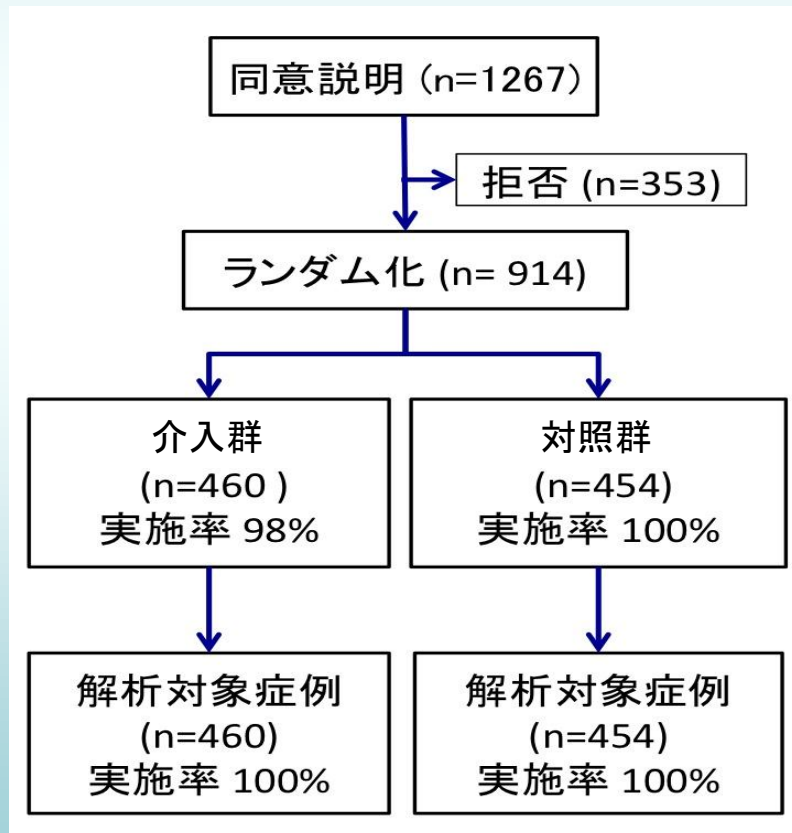 同意説明 (n=1267)
拒否 (n=353)
ランダム化 (n= 914)
介入群
(n=460 )
実施率 98%
対照群
(n=454)
実施率 100%
解析対象症例
(n=460)
実施率 100%
解析対象症例
(n=454)
実施率 100%